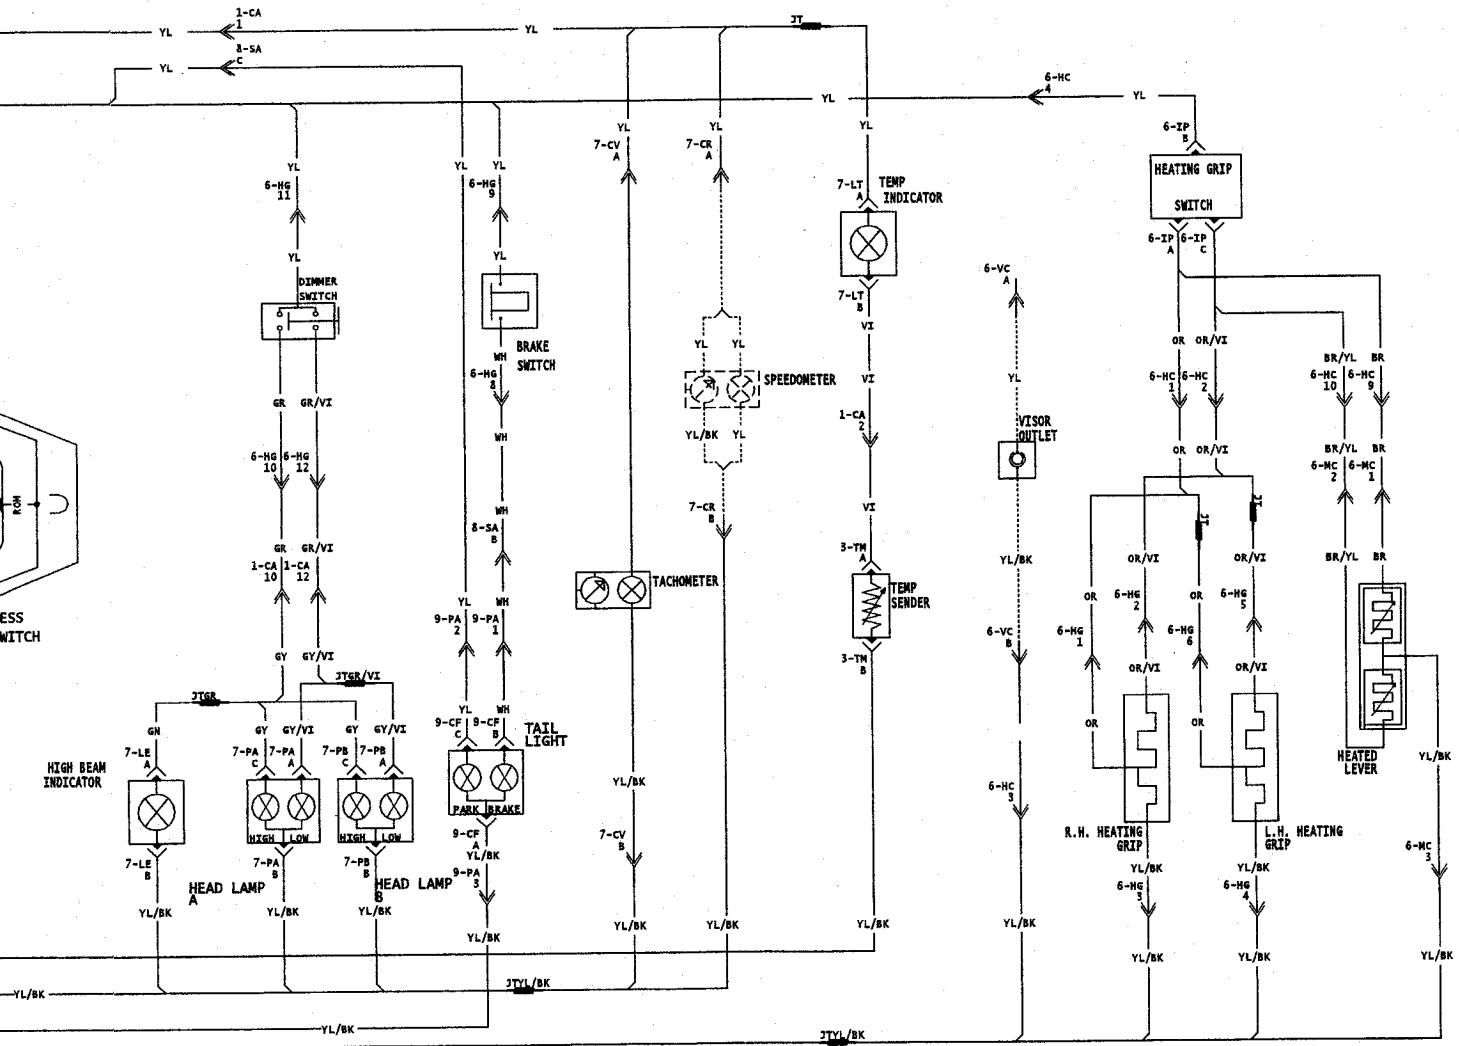 1-CA
1
YL
YL
JT
8-SA
C
YL
6-HC
4
YL
YL
6-IP
B
YL
YL
YL
7-CV
A
7-CR
A
YL
YL
YL
HEATING GRIP
SWITCH
6-HG
11
6-HG
9
7-LT
A
TEMP
INDICATOR
6-IP
A
6-IP
C
YL
YL
6-VC
A
DIMMER
SWITCH
7-LT
B
VI
BRAKE
SWITCH
WH
YL
YL
OR
OR/VI
BR/YL
BR
6-HG
8
SPEEDOMETER
VI
YL
6-HC
1
6-HC
2
6-HC
10
6-HC
9
GR
GR/VI
1-CA
2
VISOR
OUTLET
WH
YL/BK
YL
OR
OR/VI
BR/YL
BR
6-HG
10
6-HG
12
6-MC
2
6-MC
1
ROM
WH
7-CR
B
VI
JT
JT
8-SA
B
GR
GR/VI
3-TM
A
YL/BK
OR/VI
OR/VI
BR/YL
BR
1-CA
10
1-CA
12
TACHOMETER
TEMP
SENDER
YL
WH
OR
6-HG
2
OR
6-HG
5
ESS
WITCH
9-PA
2
9-PA
1
6-VC
B
6-HG
1
6-HG
6
GY
GY/VI
3-TM
B
OR/VI
OR/VI
JTGR
JTGR/VI
YL
WH
GN
GY
GY/VI
GY
GY/VI
9-CF
C
9-CF
B
TAIL
LIGHT
OR
OR
7-LE
A
7-PA
C
7-PA
A
7-PB
C
7-PB
A
HIGH BEAM
INDICATOR
YL/BK
HEATED
LEVER
YL/BK
6-HC
3
PARK
BRAKE
HIGH
LOW
HIGH
LOW
9-CF
A
7-CV
B
R.H. HEATING
GRIP
L.H. HEATING
GRIP
YL/BK
6-MC
3
7-LE
B
7-PA
B
7-PB
B
9-PA
3
YL/BK
YL/BK
HEAD LAMP
A
HEAD LAMP
B
6-HG
3
6-HG
4
YL/BK
YL/BK
YL/BK
YL/BK
YL/BK
YL/BK
YL/BK
YL/BK
YL/BK
YL/BK
YL/BK
YL/BK
JTYL/BK
YL/BK
YL/BK
JTYL/BK